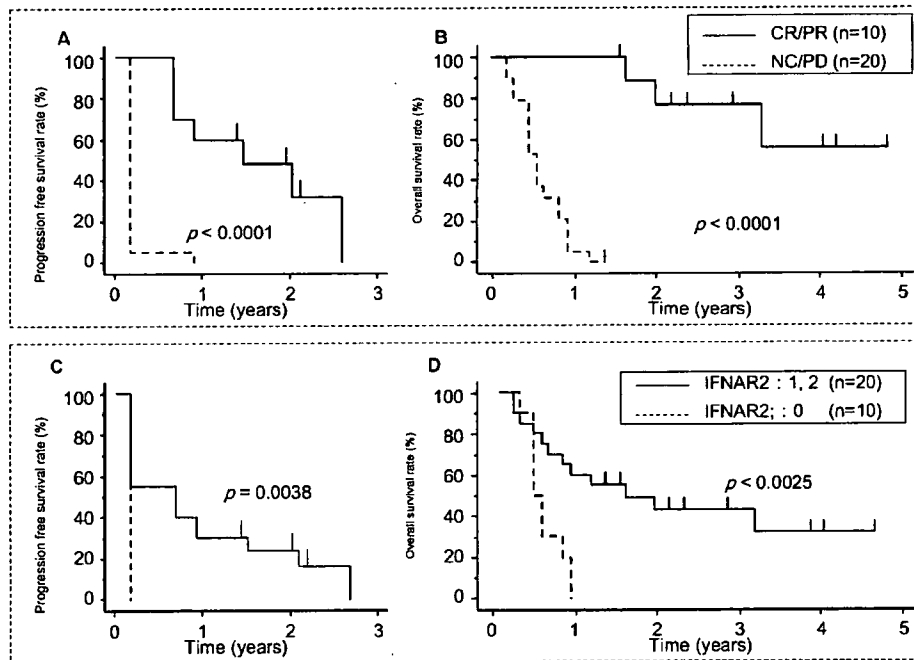 A
Progression free survival rate (%)
100
80
60
40
20
0
p < 0.0001
0 1 2 3
Time (years)
B
CR/PR (n=10)
NC/PD (n=20)
Overall survival rate (%)
100
80
60
40
20
0
p < 0.0001
0 1 2 3 4 5
Time (years)
C
Progression free survival rate (%)
100
80
60
40
20
0
p = 0.0038
0 1 2 3
Time (years)
D
IFNAR2 : 1, 2 (n=20)
IFNAR2; : 0 (n=10)
Overall survival rate (%)
100
80
60
40
20
0
p < 0.0025
0 1 2 3 4 5
Time (years)